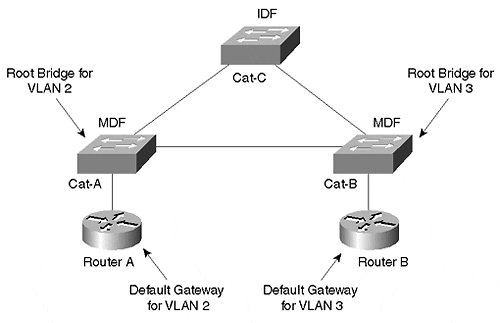 IDF
Cat-C
Root Bridge for
VLAN 2
Root Bridge for
VLAN 3
MDF
MDF
Cat-A
Cat-B
Router A
Router B
Default Gateway
for VLAN 2
Default Gateway
for VLAN 3